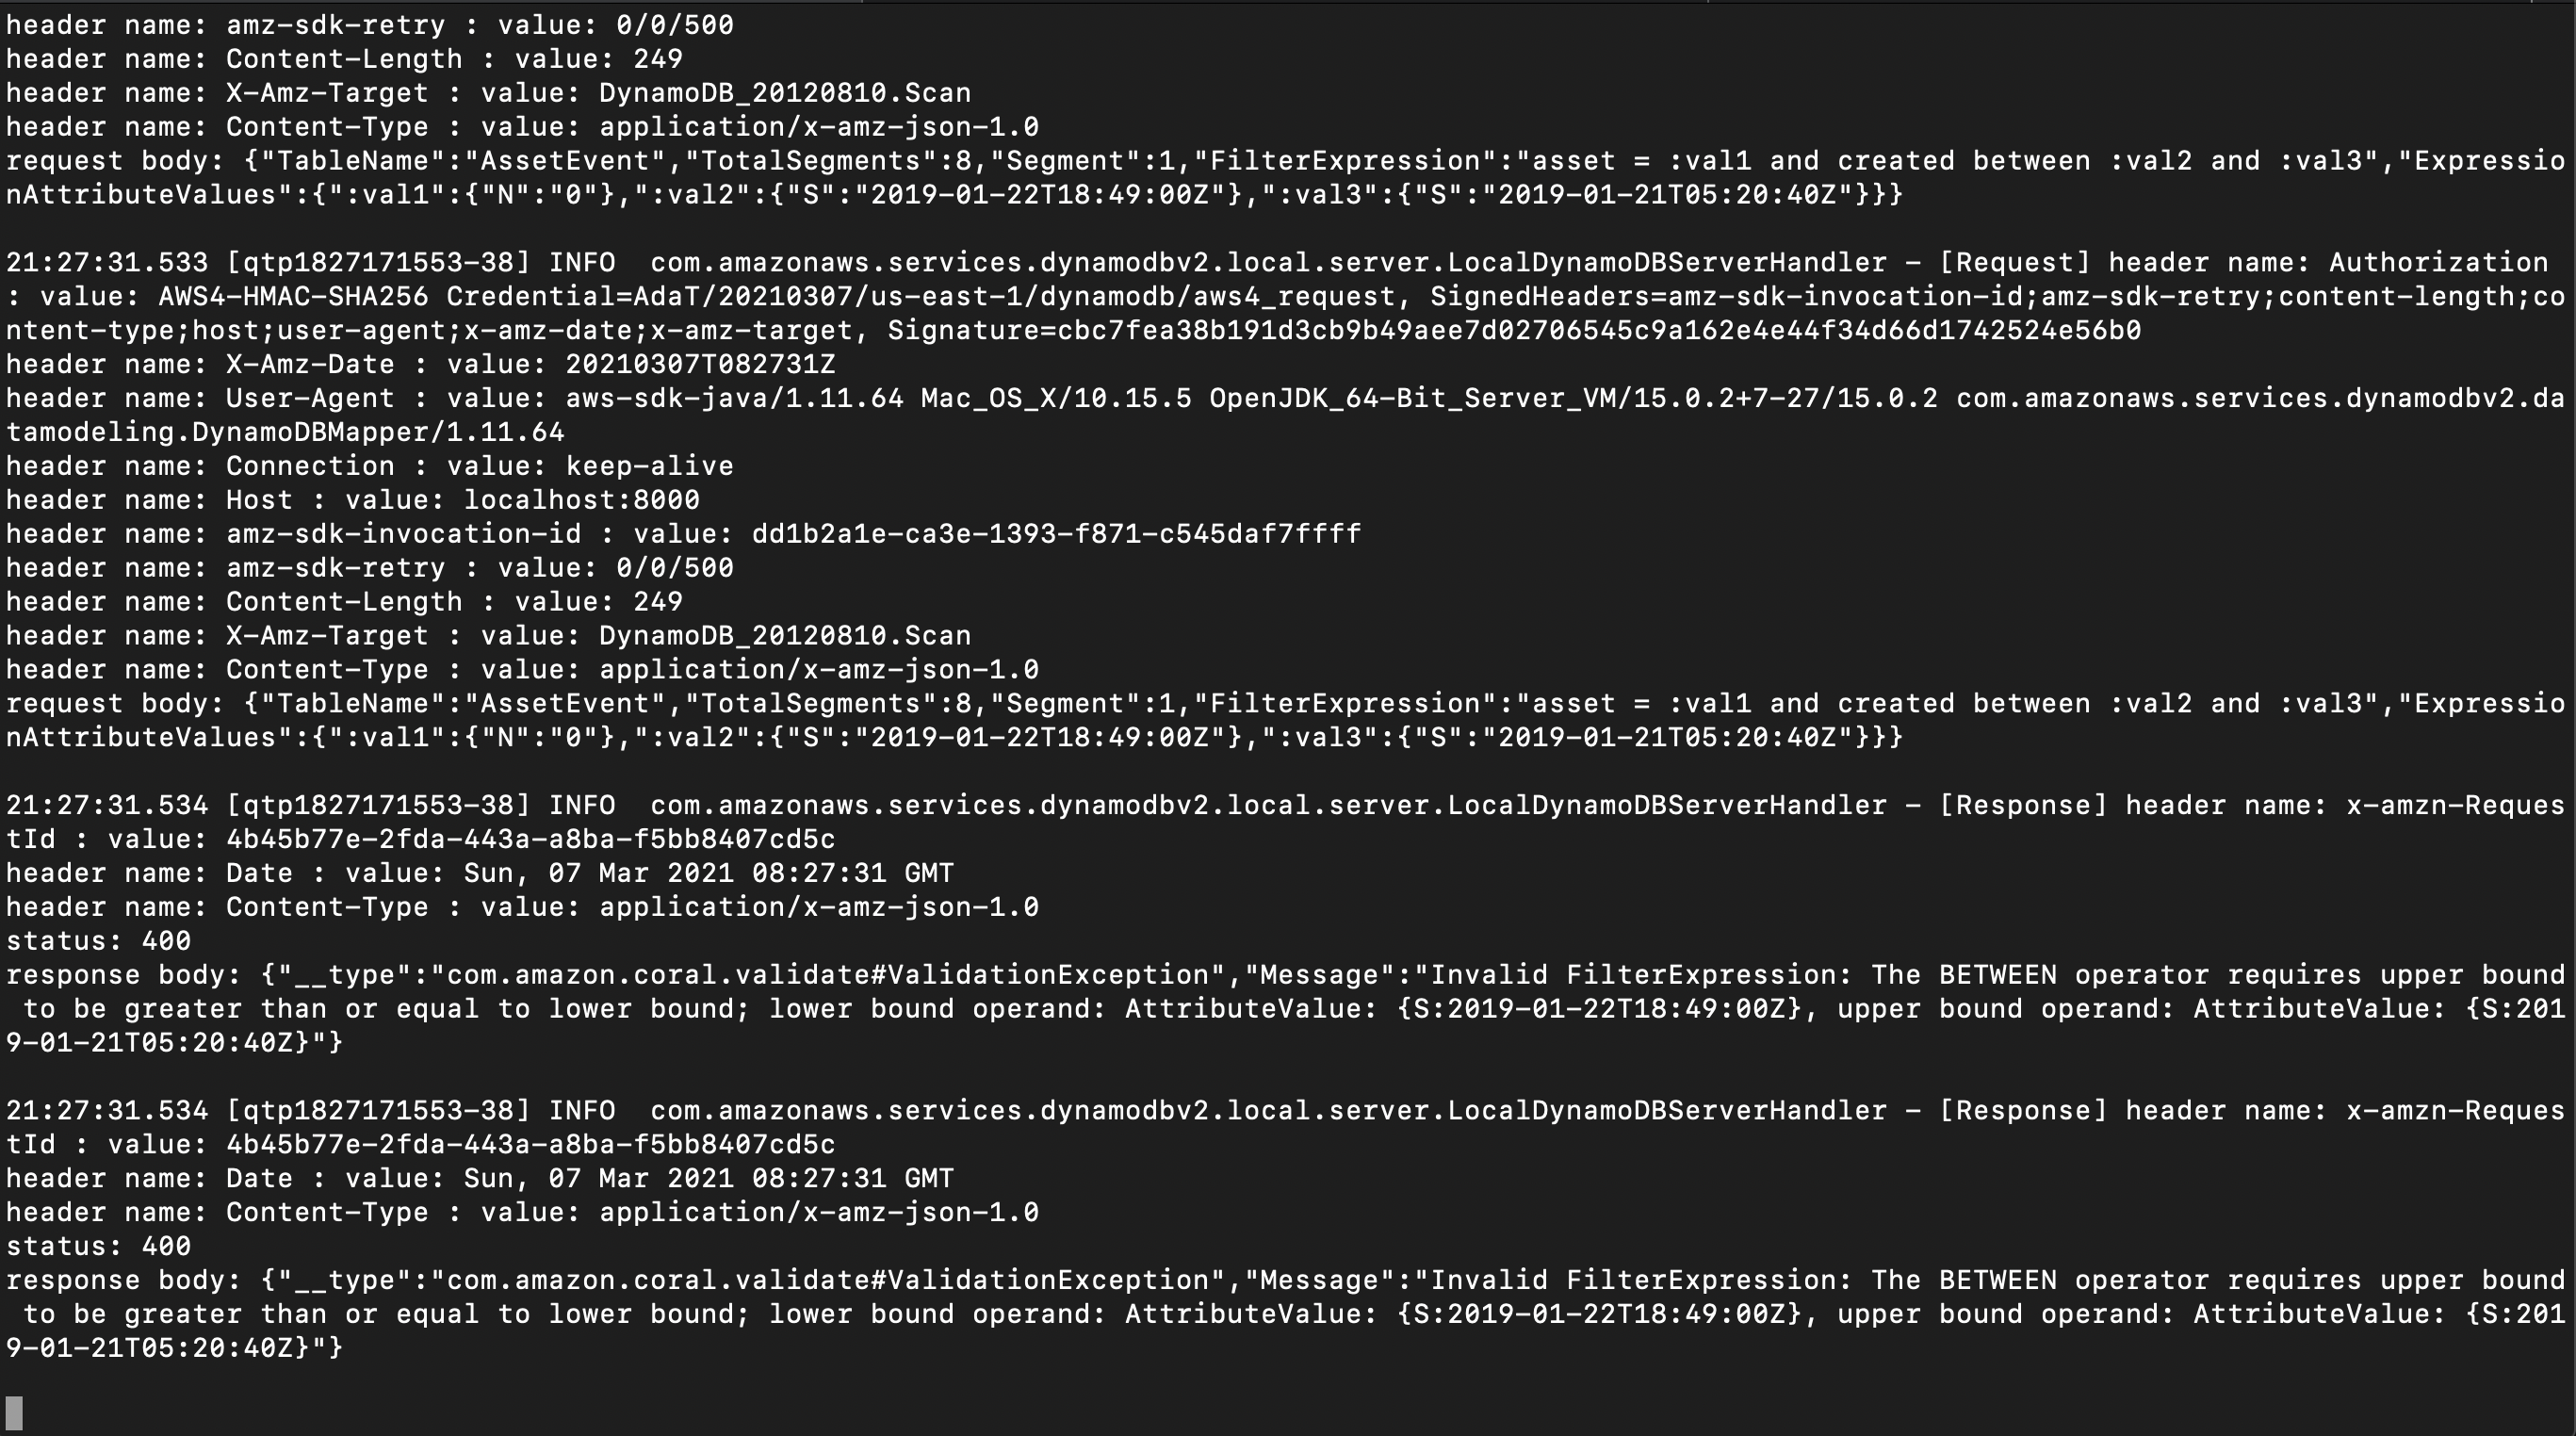 header name: amz-sdk-retry : value: 0/0/500
header name: Content-Length : value: 249
header name: X-Amz-Target : value: DynamoDB_20120810.Scan
header name: Content-Type : value: application/x-amz-json-1.0
request body: {"TableName":"AssetEvent","TotalSegments":8,"Segment":1,"FilterExpression":"asset = :val1 and created between :val2 and :val3","Expressio
nAttributeValues":{":val1":{"N":"0"},":val2":{"S":"2019-01-22T18:49:00Z"},":val3":{"S":"2019-01-21T05:20:40Z"}}}

21:27:31.533 [qtp1827171553-38] INFO  com.amazonaws.services.dynamodbv2.local.server.LocalDynamoDBServerHandler - [Request] header name: Authorization
: value: AWS4-HMAC-SHA256 Credential=AdaT/20210307/us-east-1/dynamodb/aws4_request, SignedHeaders=amz-sdk-invocation-id;amz-sdk-retry;content-length;co
ntent-type;host;user-agent;x-amz-date;x-amz-target, Signature=cbc7fea38b191d3cb9b49aee7d02706545c9a162e4e44f34d66d1742524e56b0
header name: X-Amz-Date : value: 20210307T082731Z
header name: User-Agent : value: aws-sdk-java/1.11.64 Mac_OS_X/10.15.5 OpenJDK_64-Bit_Server_VM/15.0.2+7-27/15.0.2 com.amazonaws.services.dynamodbv2.da
tamodeling.DynamoDBMapper/1.11.64
header name: Connection : value: keep-alive
header name: Host : value: localhost:8000
header name: amz-sdk-invocation-id : value: dd1b2a1e-ca3e-1393-f871-c545daf7ffff
header name: amz-sdk-retry : value: 0/0/500
header name: Content-Length : value: 249
header name: X-Amz-Target : value: DynamoDB_20120810.Scan
header name: Content-Type : value: application/x-amz-json-1.0
request body: {"TableName":"AssetEvent","TotalSegments":8,"Segment":1,"FilterExpression":"asset = :val1 and created between :val2 and :val3","Expressio
nAttributeValues":{":val1":{"N":"0"},":val2":{"S":"2019-01-22T18:49:00Z"},":val3":{"S":"2019-01-21T05:20:40Z"}}}

21:27:31.534 [qtp1827171553-38] INFO  com.amazonaws.services.dynamodbv2.local.server.LocalDynamoDBServerHandler - [Response] header name: x-amzn-Reques
tId : value: 4b45b77e-2fda-443a-a8ba-f5bb8407cd5c
header name: Date : value: Sun, 07 Mar 2021 08:27:31 GMT
header name: Content-Type : value: application/x-amz-json-1.0
status: 400
response body: {"__type":"com.amazon.coral.validate#ValidationException","Message":"Invalid FilterExpression: The BETWEEN operator requires upper bound
 to be greater than or equal to lower bound; lower bound operand: AttributeValue: {S:2019-01-22T18:49:00Z}, upper bound operand: AttributeValue: {S:201
9-01-21T05:20:40Z}"}

21:27:31.534 [qtp1827171553-38] INFO  com.amazonaws.services.dynamodbv2.local.server.LocalDynamoDBServerHandler - [Response] header name: x-amzn-Reques
tId : value: 4b45b77e-2fda-443a-a8ba-f5bb8407cd5c
header name: Date : value: Sun, 07 Mar 2021 08:27:31 GMT
header name: Content-Type : value: application/x-amz-json-1.0
status: 400
response body: {"__type":"com.amazon.coral.validate#ValidationException","Message":"Invalid FilterExpression: The BETWEEN operator requires upper bound
 to be greater than or equal to lower bound; lower bound operand: AttributeValue: {S:2019-01-22T18:49:00Z}, upper bound operand: AttributeValue: {S:201
9-01-21T05:20:40Z}"}